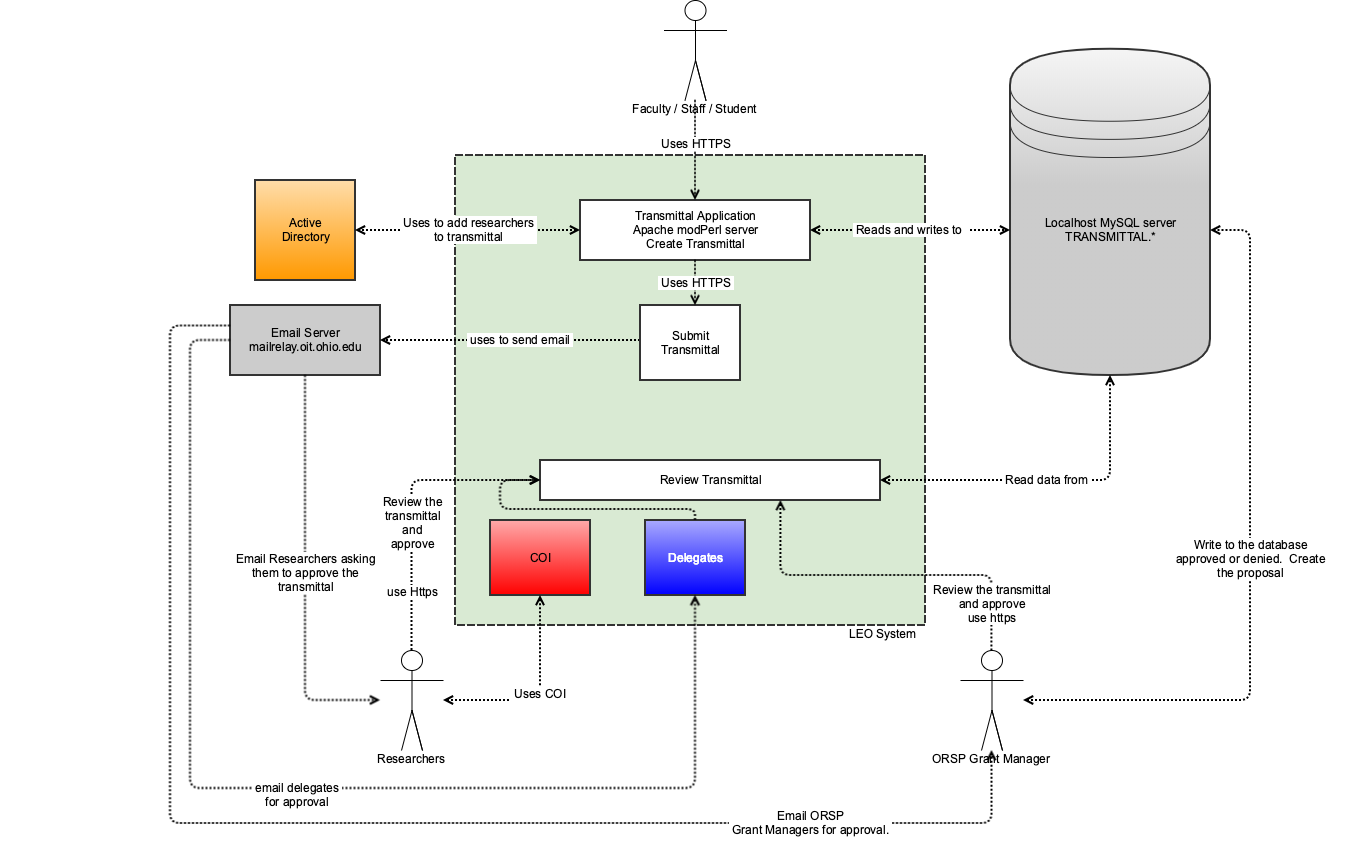 Faculty / Staff / Student
Uses HTTPS
Active
Directory
Uses to add researchers
to transmittal
Transmittal Application
Apache modPerl server
Create Transmittal
Reads and writes to
Localhost MySQL server
TRANSMITTAL.*
Uses HTTPS
Email Server
mailrelay.oit.ohio.edu
uses to send email
Submit
Transmittal
Review Transmittal
Read data from
Review the
transmittal
and
approve
use Https
Email Researchers asking
them to approve the
transmittal
COI
Delegates
Write to the database
approved or denied.  Create
the proposal
Review the transmittal
and approve
use https
LEO System
Uses COI
Researchers
ORSP Grant Manager
email delegates
for approval
Email ORSP
Grant Managers for approval.